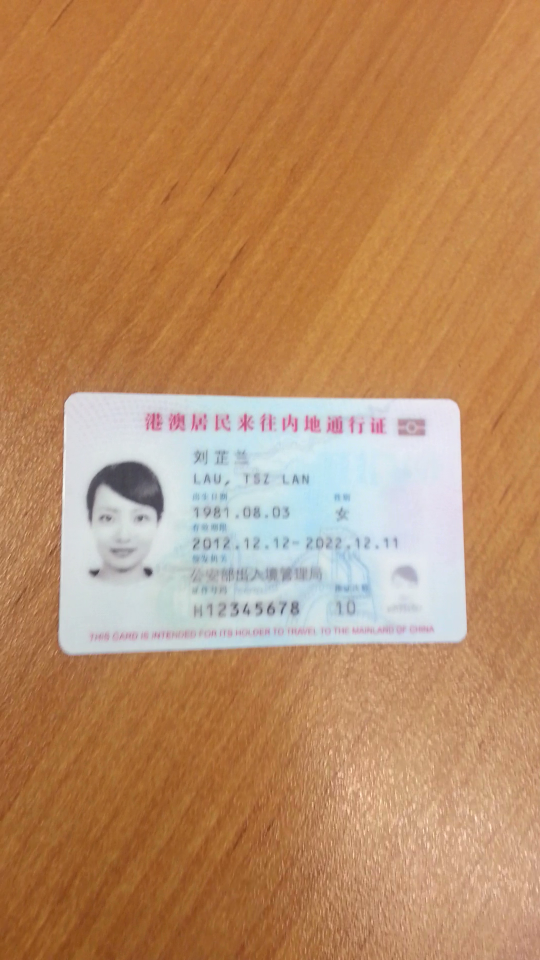 港澳居民来往内地通行证
刘芷兰
LAU, TSZ LAN
出生日期 性别
1981.08.03 女
有效期限
2012.12.12-2022.12.11
签发机关
公安部出入境管理局
证件号码 换证次数
H12345678 10
THIS CARD IS INTENDED FOR ITS HOLDER TO TRAVEL TO THE MAINLAND OF CHINA